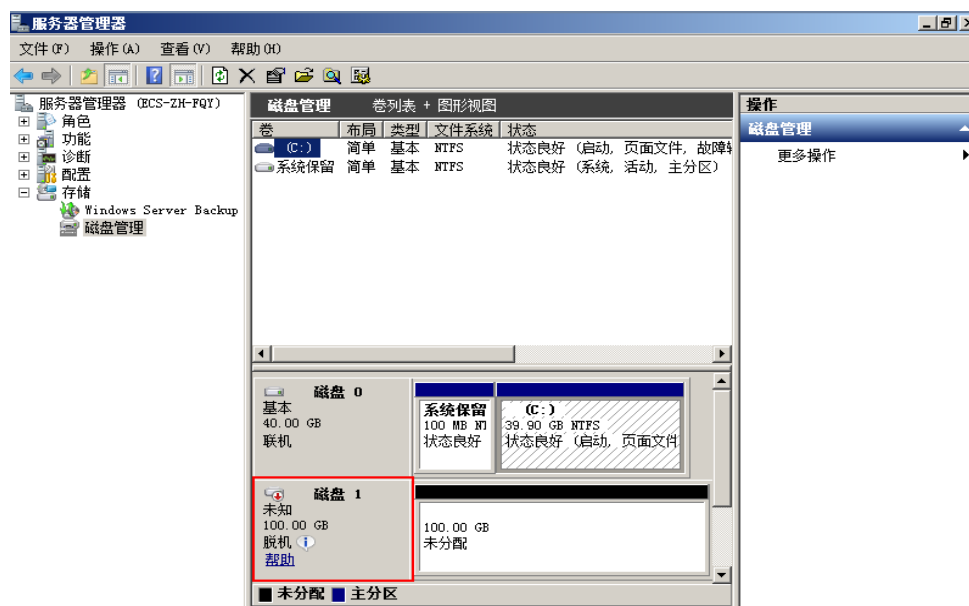 服务器管理器
文件(F) 操作(A) 查看(V) 帮助(H)
服务器管理器 (ECS-ZH-FQY)
角色
功能
诊断
配置
存储
Windows Server Backup
磁盘管理
磁盘管理 卷列表 + 图形视图
卷 布局 类型 文件系统 状态
(C:) 简单 基本 NTFS 状态良好 (启动, 页面文件, 故障
系统保留 简单 基本 NTFS 状态良好 (系统, 活动, 主分区)
磁盘 0
基本
40.00 GB
联机
系统保留
100 MB NT
状态良好
(C:)
39.90 GB NTFS
状态良好 (启动, 页面文件
磁盘 1
未知
100.00 GB
脱机
帮助
100.00 GB
未分配
未分配 主分区
操作
磁盘管理
更多操作